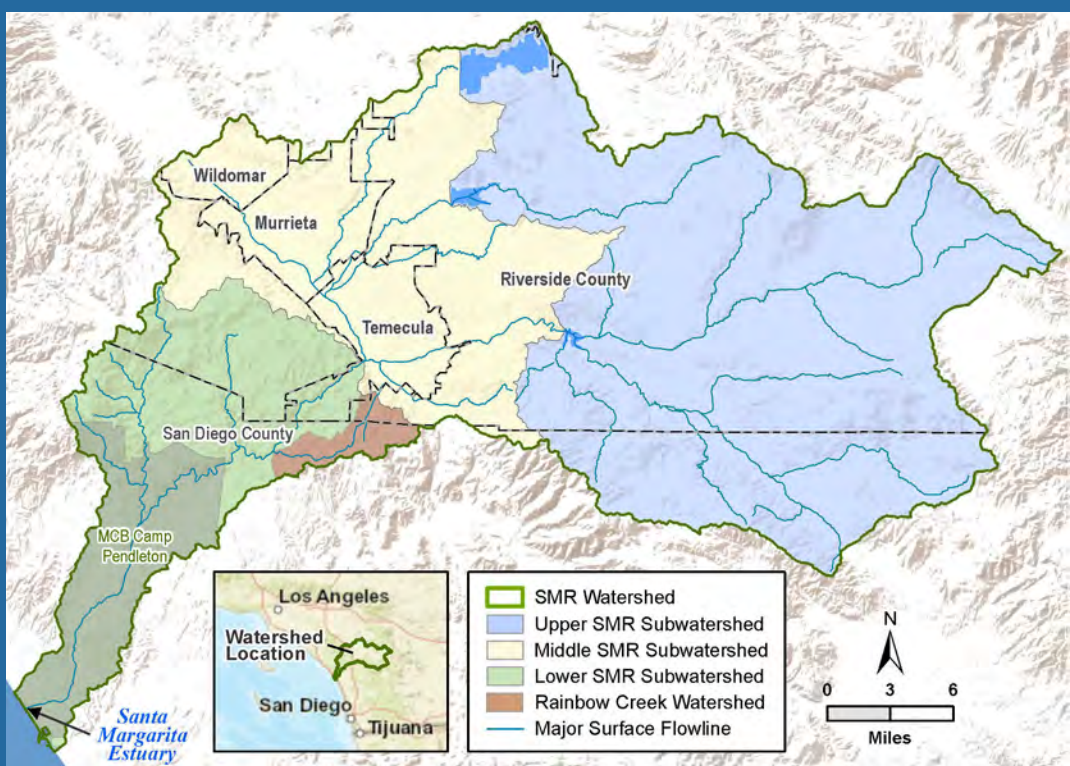 Wildomar
Murrieta
Riverside County
Temecula
San Diego County
MCB Camp
Pendleton
Santa
Margarita
Estuary
Los Angeles
Watershed
Location
San Diego
Tijuana
SMR Watershed
Upper SMR Subwatershed
Middle SMR Subwatershed
Lower SMR Subwatershed
Rainbow Creek Watershed
Major Surface Flowline
N
0 3 6
Miles